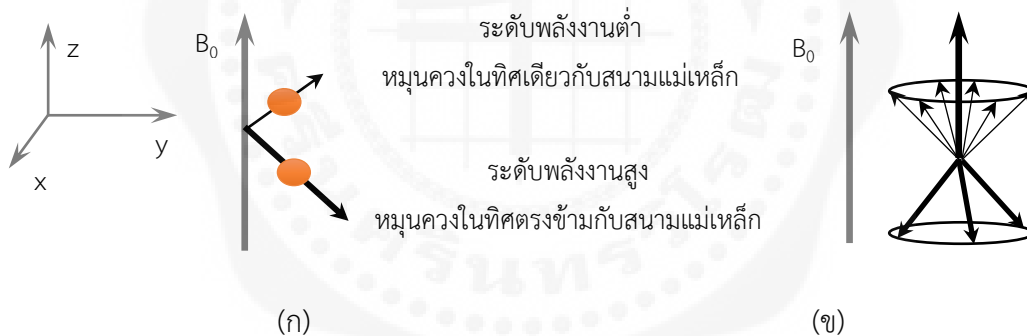 z
y
x
B0
ระดับพลังงานต่ำ
หมุนควงในทิศเดียวกับสนามแม่เหล็ก
ระดับพลังงานสูง
หมุนควงในทิศตรงข้ามกับสนามแม่เหล็ก
B0
(ก)
(ข)